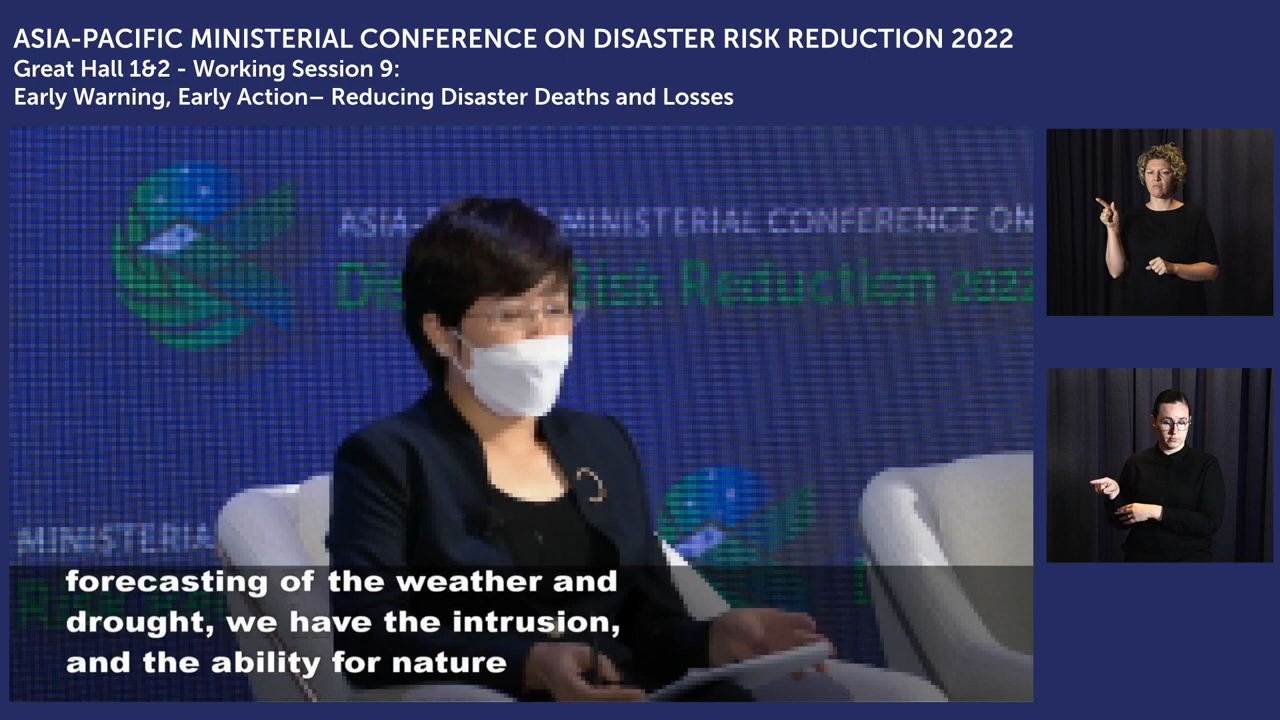 ASIA-PACIFIC MINISTERIAL CONFERENCE ON DISASTER RISK REDUCTION 2022
Great Hall 1&2 - Working Session 9:
Early Warning, Early Action– Reducing Disaster Deaths and Losses
ASIA- MINISTERIAL CONFERENCE ON
Dis Risk Reduction 2022
MINISTERIA
forecasting of the weather and
drought, we have the intrusion,
and the ability for nature